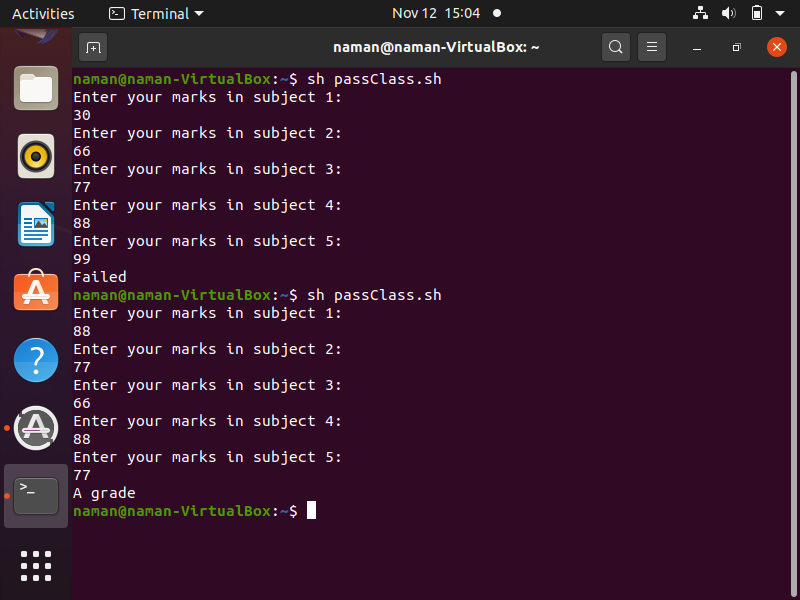 Activities
Terminal
Nov 12 15:04
naman@naman-VirtualBox: ~
naman@naman-VirtualBox:~$ sh passClass.sh
Enter your marks in subject 1:
30
Enter your marks in subject 2:
66
Enter your marks in subject 3:
77
Enter your marks in subject 4:
88
Enter your marks in subject 5:
99
Failed
naman@naman-VirtualBox:~$ sh passClass.sh
Enter your marks in subject 1:
88
Enter your marks in subject 2:
77
Enter your marks in subject 3:
66
Enter your marks in subject 4:
88
Enter your marks in subject 5:
77
A grade
naman@naman-VirtualBox:~$